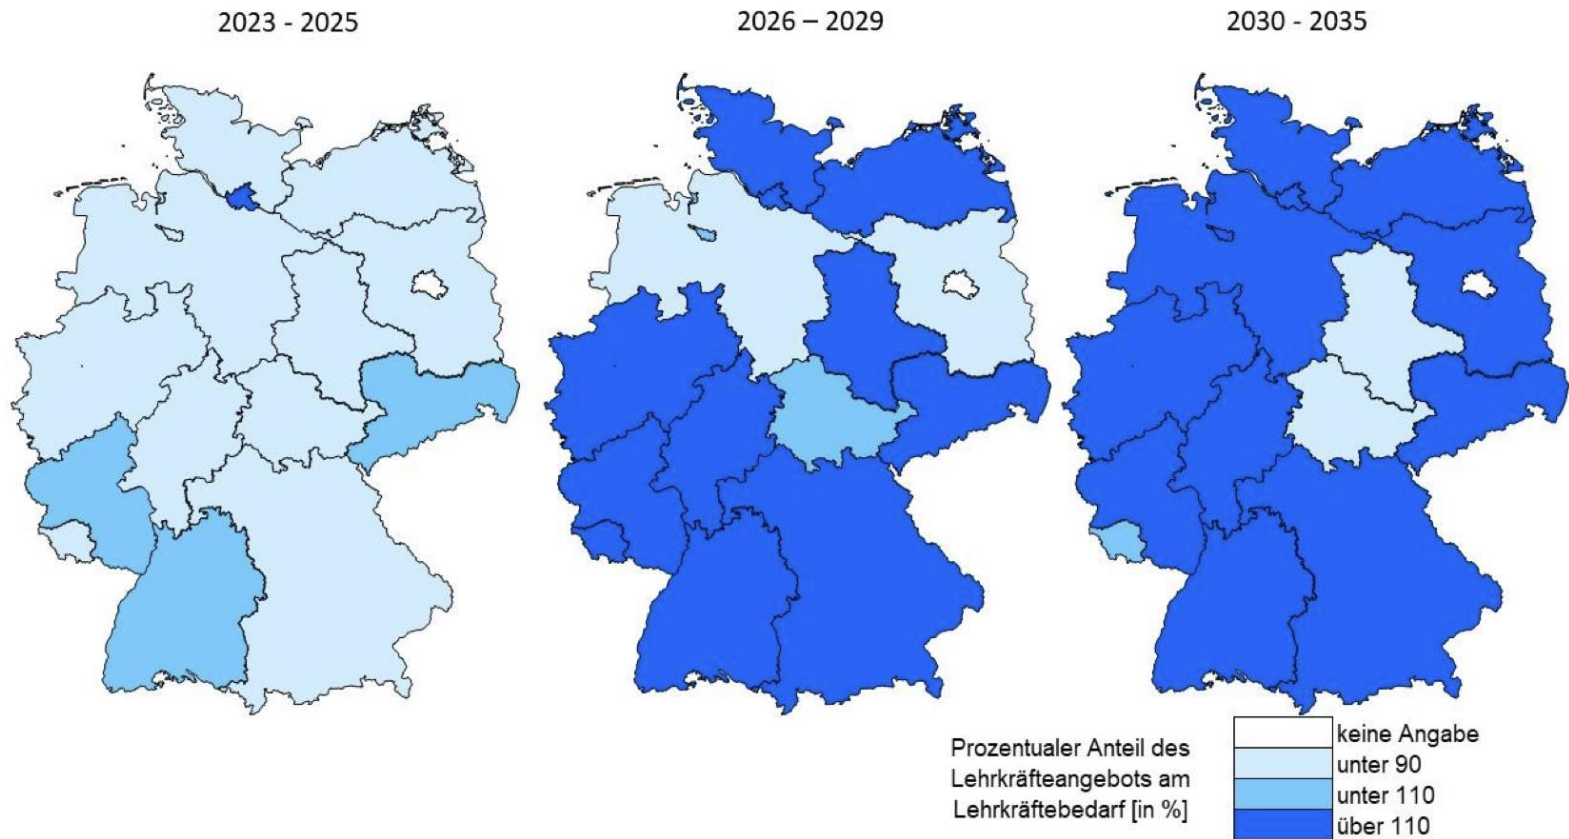 2023 - 2025
2026 – 2029
2030 - 2035
Prozentualer Anteil des
Lehrkräfteangebots am
Lehrkräftebedarf [in %]
keine Angabe
unter 90
unter 110
über 110